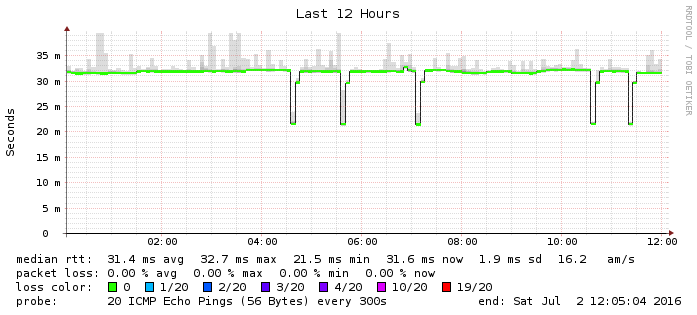 Last 12 Hours
RRDTOOL / TOBI OETIKER
Seconds
35 m
30 m
25 m
20 m
15 m
10 m
5 m
0
02:00 04:00 06:00 08:00 10:00 12:00
median rtt: 31.4 ms avg 32.7 ms max 21.5 ms min 31.6 ms now 1.9 ms sd 16.2 am/s
packet loss: 0.00 % avg 0.00 % max 0.00 % min 0.00 % now
loss color: 0 1/20 2/20 3/20 4/20 10/20 19/20
probe: 20 ICMP Echo Pings (56 Bytes) every 300s end: Sat Jul 2 12:05:04 2016